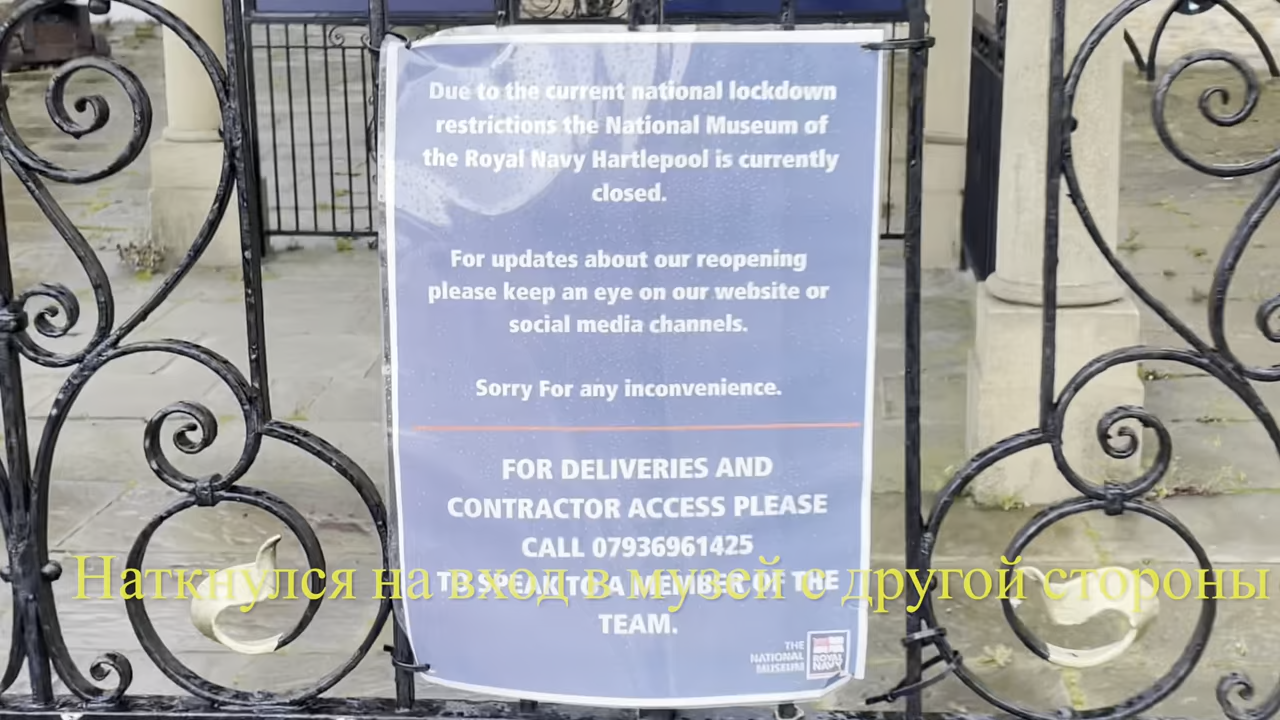 Due to the current national lockdown
restrictions the National Museum of
the Royal Navy Hartlepool is currently
closed.
For updates about our reopening
please keep an eye on our website or
social media channels.
Sorry For any inconvenience.
FOR DELIVERIES AND
CONTRACTOR ACCESS PLEASE
CALL 07936961425
TO SPEAK TO A MEMBER OF THE
Наткнулся на вход в музей с другой стороны
TEAM.
THE
NATIONAL
MUSEUM
ROYAL
NAVY